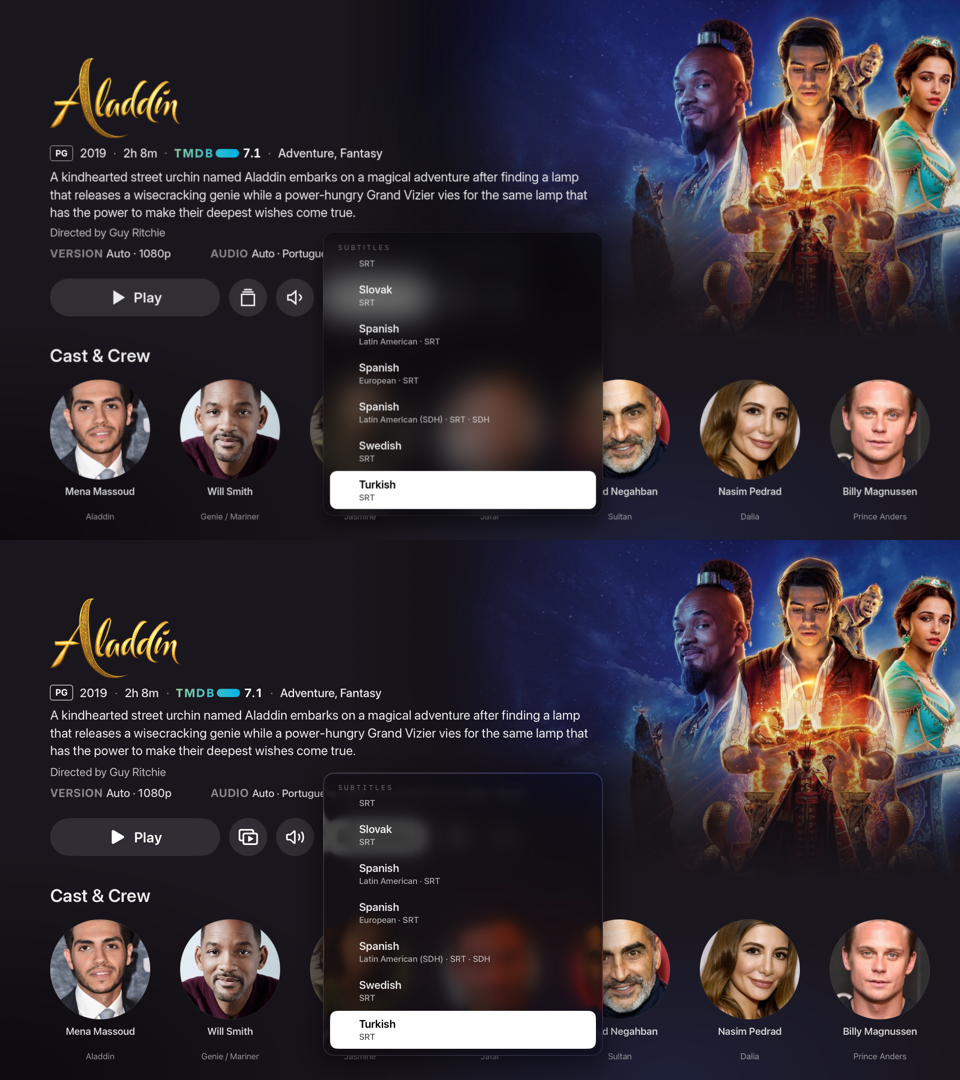 Aladdin
PG 2019 · 2h 8m · TMDB 7.1 · Adventure, Fantasy
A kindhearted street urchin named Aladdin embarks on a magical adventure after finding a lamp
that releases a wisecracking genie while a power-hungry Grand Vizier vies for the same lamp that
has the power to make their deepest wishes come true.
Directed by Guy Ritchie
VERSION Auto · 1080p AUDIO Auto · Portugue
SUBTITLES
SRT
Slovak
SRT
Spanish
Latin American · SRT
Spanish
European · SRT
Spanish
Latin American (SDH) · SRT · SDH
Swedish
SRT
Turkish
SRT
Play
Cast & Crew
Mena Massoud
Will Smith
d Negahban
Nasim Pedrad
Billy Magnussen
Aladdin
Genie / Mariner
Jasmine
Jafar
Sultan
Dalia
Prince Anders
Aladdin
PG 2019 · 2h 8m · TMDB 7.1 · Adventure, Fantasy
A kindhearted street urchin named Aladdin embarks on a magical adventure after finding a lamp
that releases a wisecracking genie while a power-hungry Grand Vizier vies for the same lamp that
has the power to make their deepest wishes come true.
Directed by Guy Ritchie
VERSION Auto · 1080p AUDIO Auto · Portugue
SUBTITLES
SRT
Slovak
SRT
Spanish
Latin American · SRT
Spanish
European · SRT
Spanish
Latin American (SDH) · SRT · SDH
Swedish
SRT
Turkish
SRT
Play
Cast & Crew
Mena Massoud
Will Smith
d Negahban
Nasim Pedrad
Billy Magnussen
Aladdin
Genie / Mariner
Jasmine
Jafar
Sultan
Dalia
Prince Anders